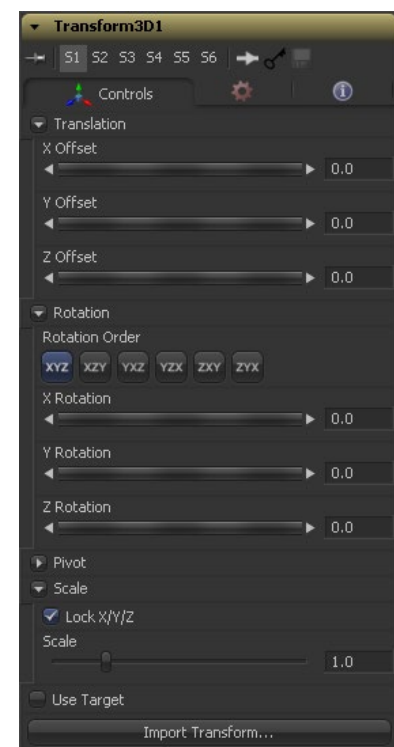 Transform3D1
S1 S2 S3 S4 S5 S6
Controls
Translation
X Offset
0.0
Y Offset
0.0
Z Offset
0.0
Rotation
Rotation Order
XYZ XZY YXZ YZX ZXY ZYX
X Rotation
0.0
Y Rotation
0.0
Z Rotation
0.0
Pivot
Scale
Lock X/Y/Z
Scale
1.0
Use Target
Import Transform...